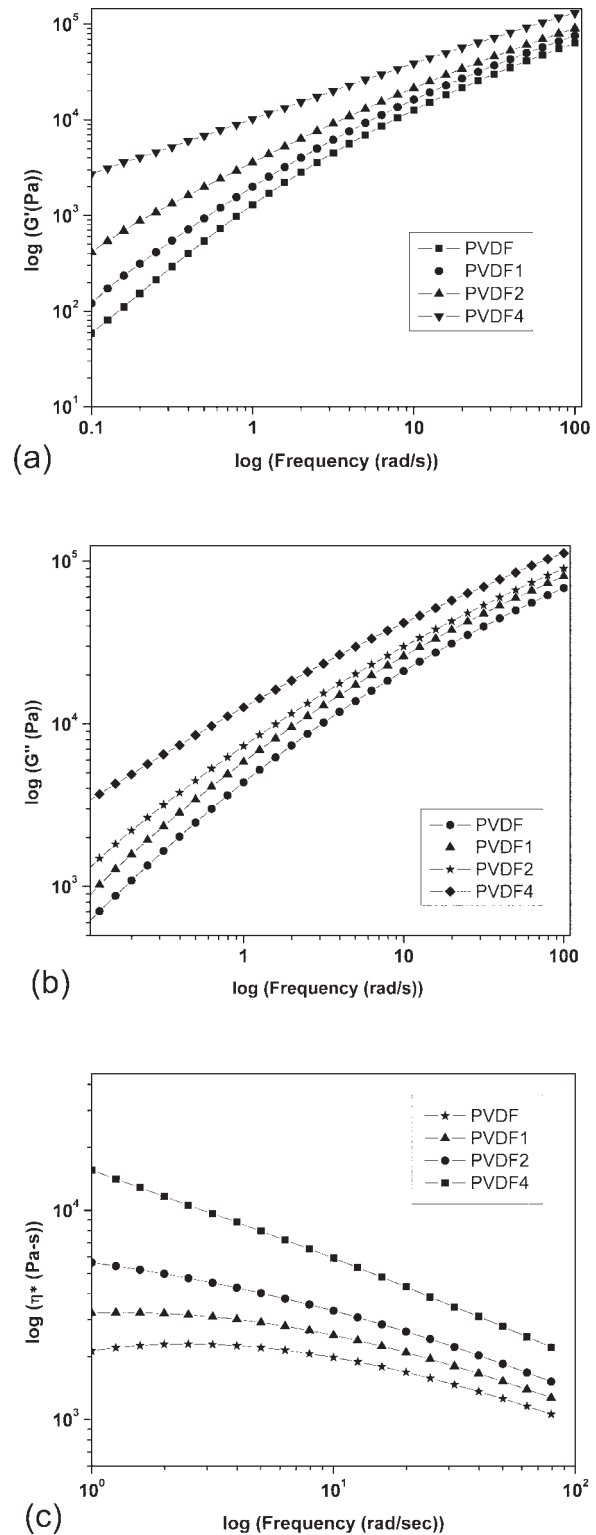 10^5
10^4
10^3
10^2
10^1
log (G'(Pa))
PVDF
PVDF1
PVDF2
PVDF4
0.1 1 10 100
log (Frequency (rad/s))
(a)
10^5
10^4
10^3
log (G'' (Pa))
PVDF
PVDF1
PVDF2
PVDF4
1 10 100
log (Frequency (rad/s))
(b)
10^4
10^3
log (η* (Pa-s))
PVDF
PVDF1
PVDF2
PVDF4
10^0 10^1 10^2
log (Frequency (rad/sec))
(c)